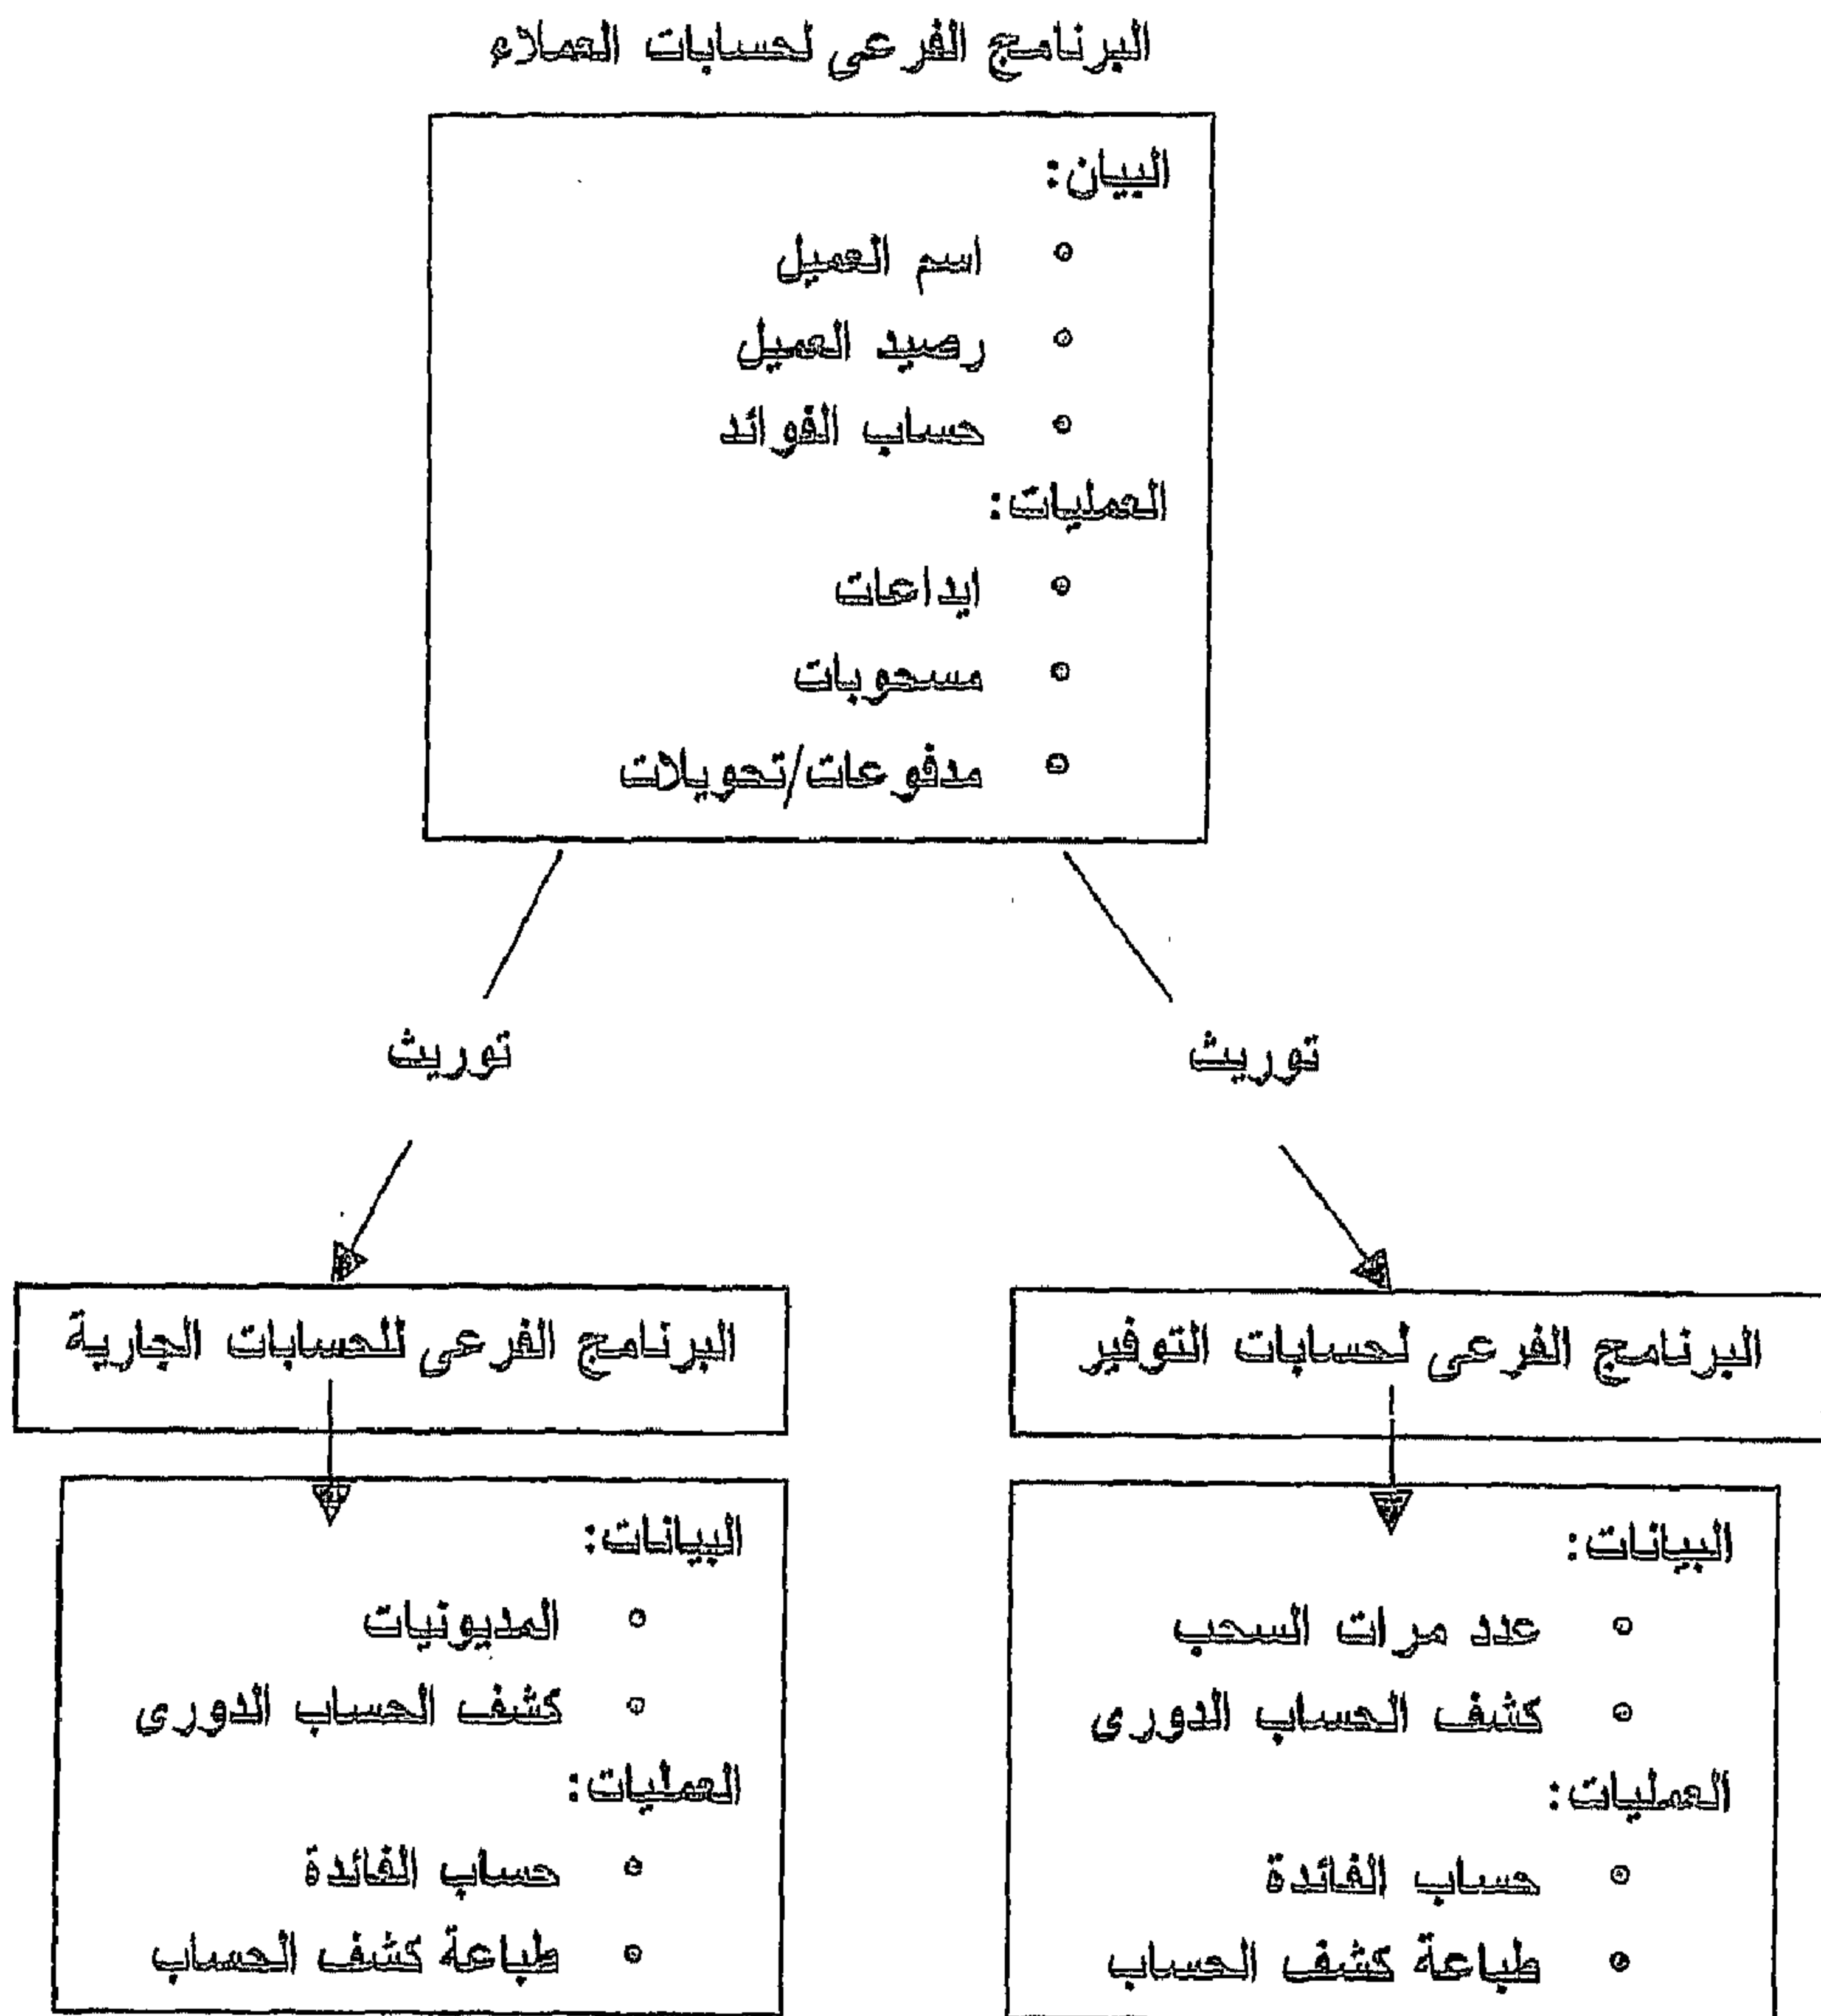 البرنامج الفرعى لحسابات العملاء
البيان:
اسم العميل
رصيد العميل
حساب الفوائد
العمليات:
ايداعات
مسحوبات
مدفوعات/تحويلات
توريث
توريث
البرنامج الفرعى لحسابات التوفير
البيانات:
عدد مرات السحب
كشف الحساب الدورى
العمليات:
حساب الفائدة
طباعة كشف الحساب
البرنامج الفرعى للحسابات الجارية
البيانات:
المديونيات
كشف الحساب الدورى
العمليات:
حساب الفائدة
طباعة كشف الحساب